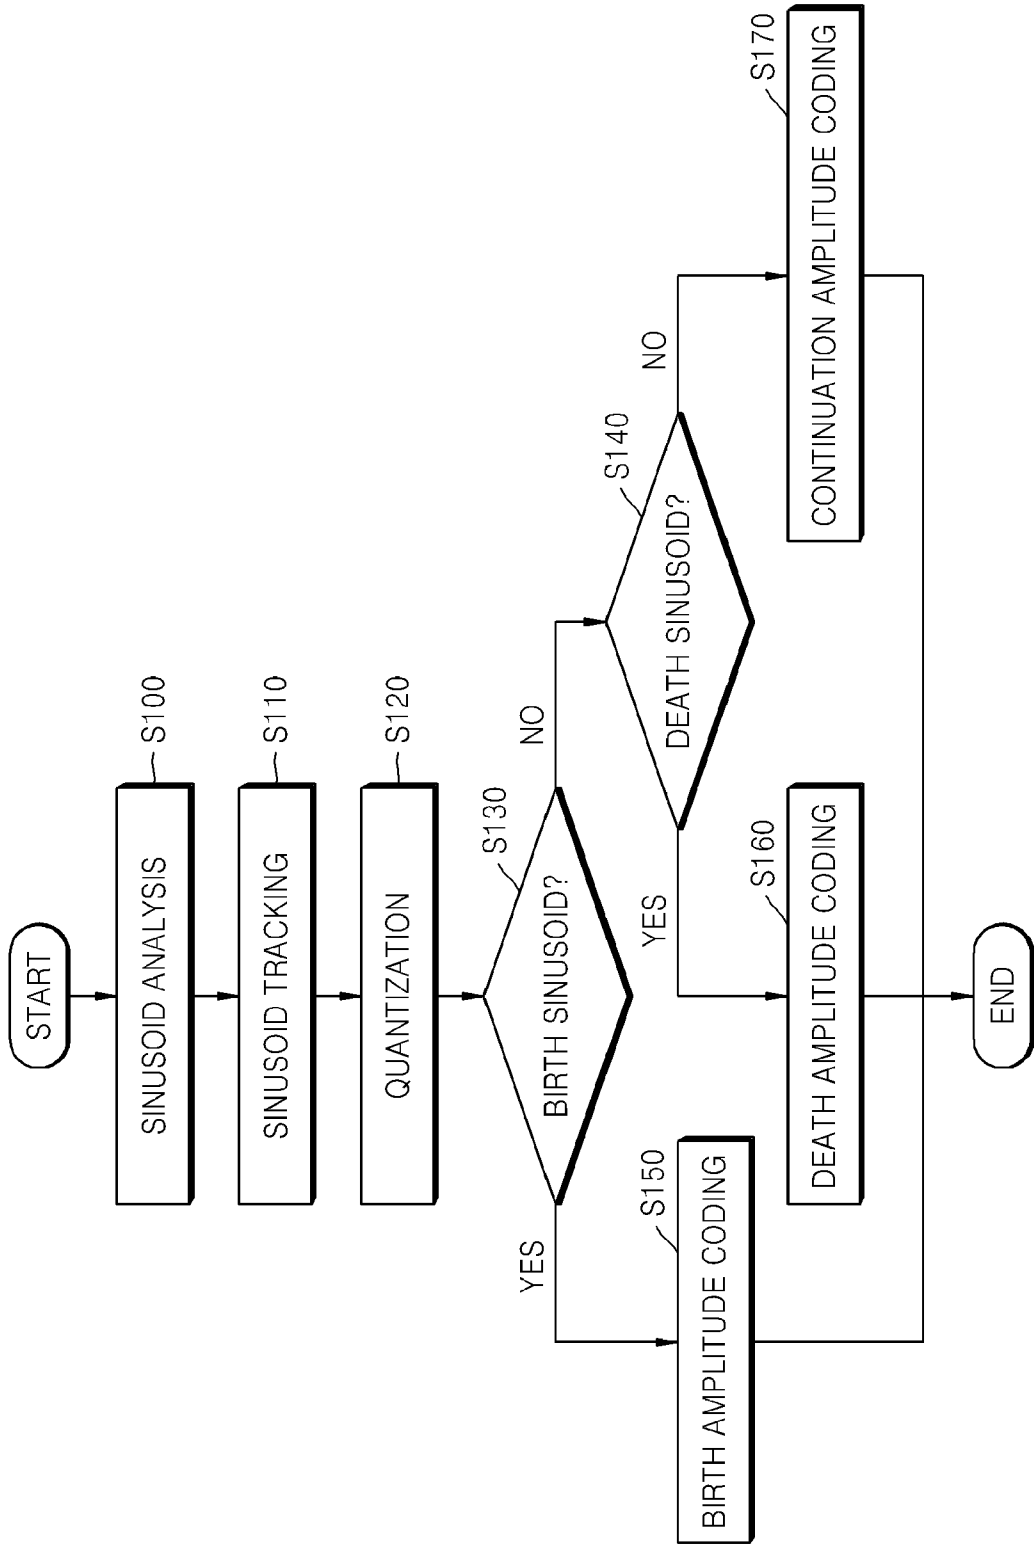 START
SINUSOID ANALYSIS
S100
SINUSOID TRACKING
S110
QUANTIZATION
S120
BIRTH SINUSOID?
S130
YES
NO
DEATH SINUSOID?
S140
YES
NO
BIRTH AMPLITUDE CODING
S150
DEATH AMPLITUDE CODING
S160
CONTINUATION AMPLITUDE CODING
S170
END